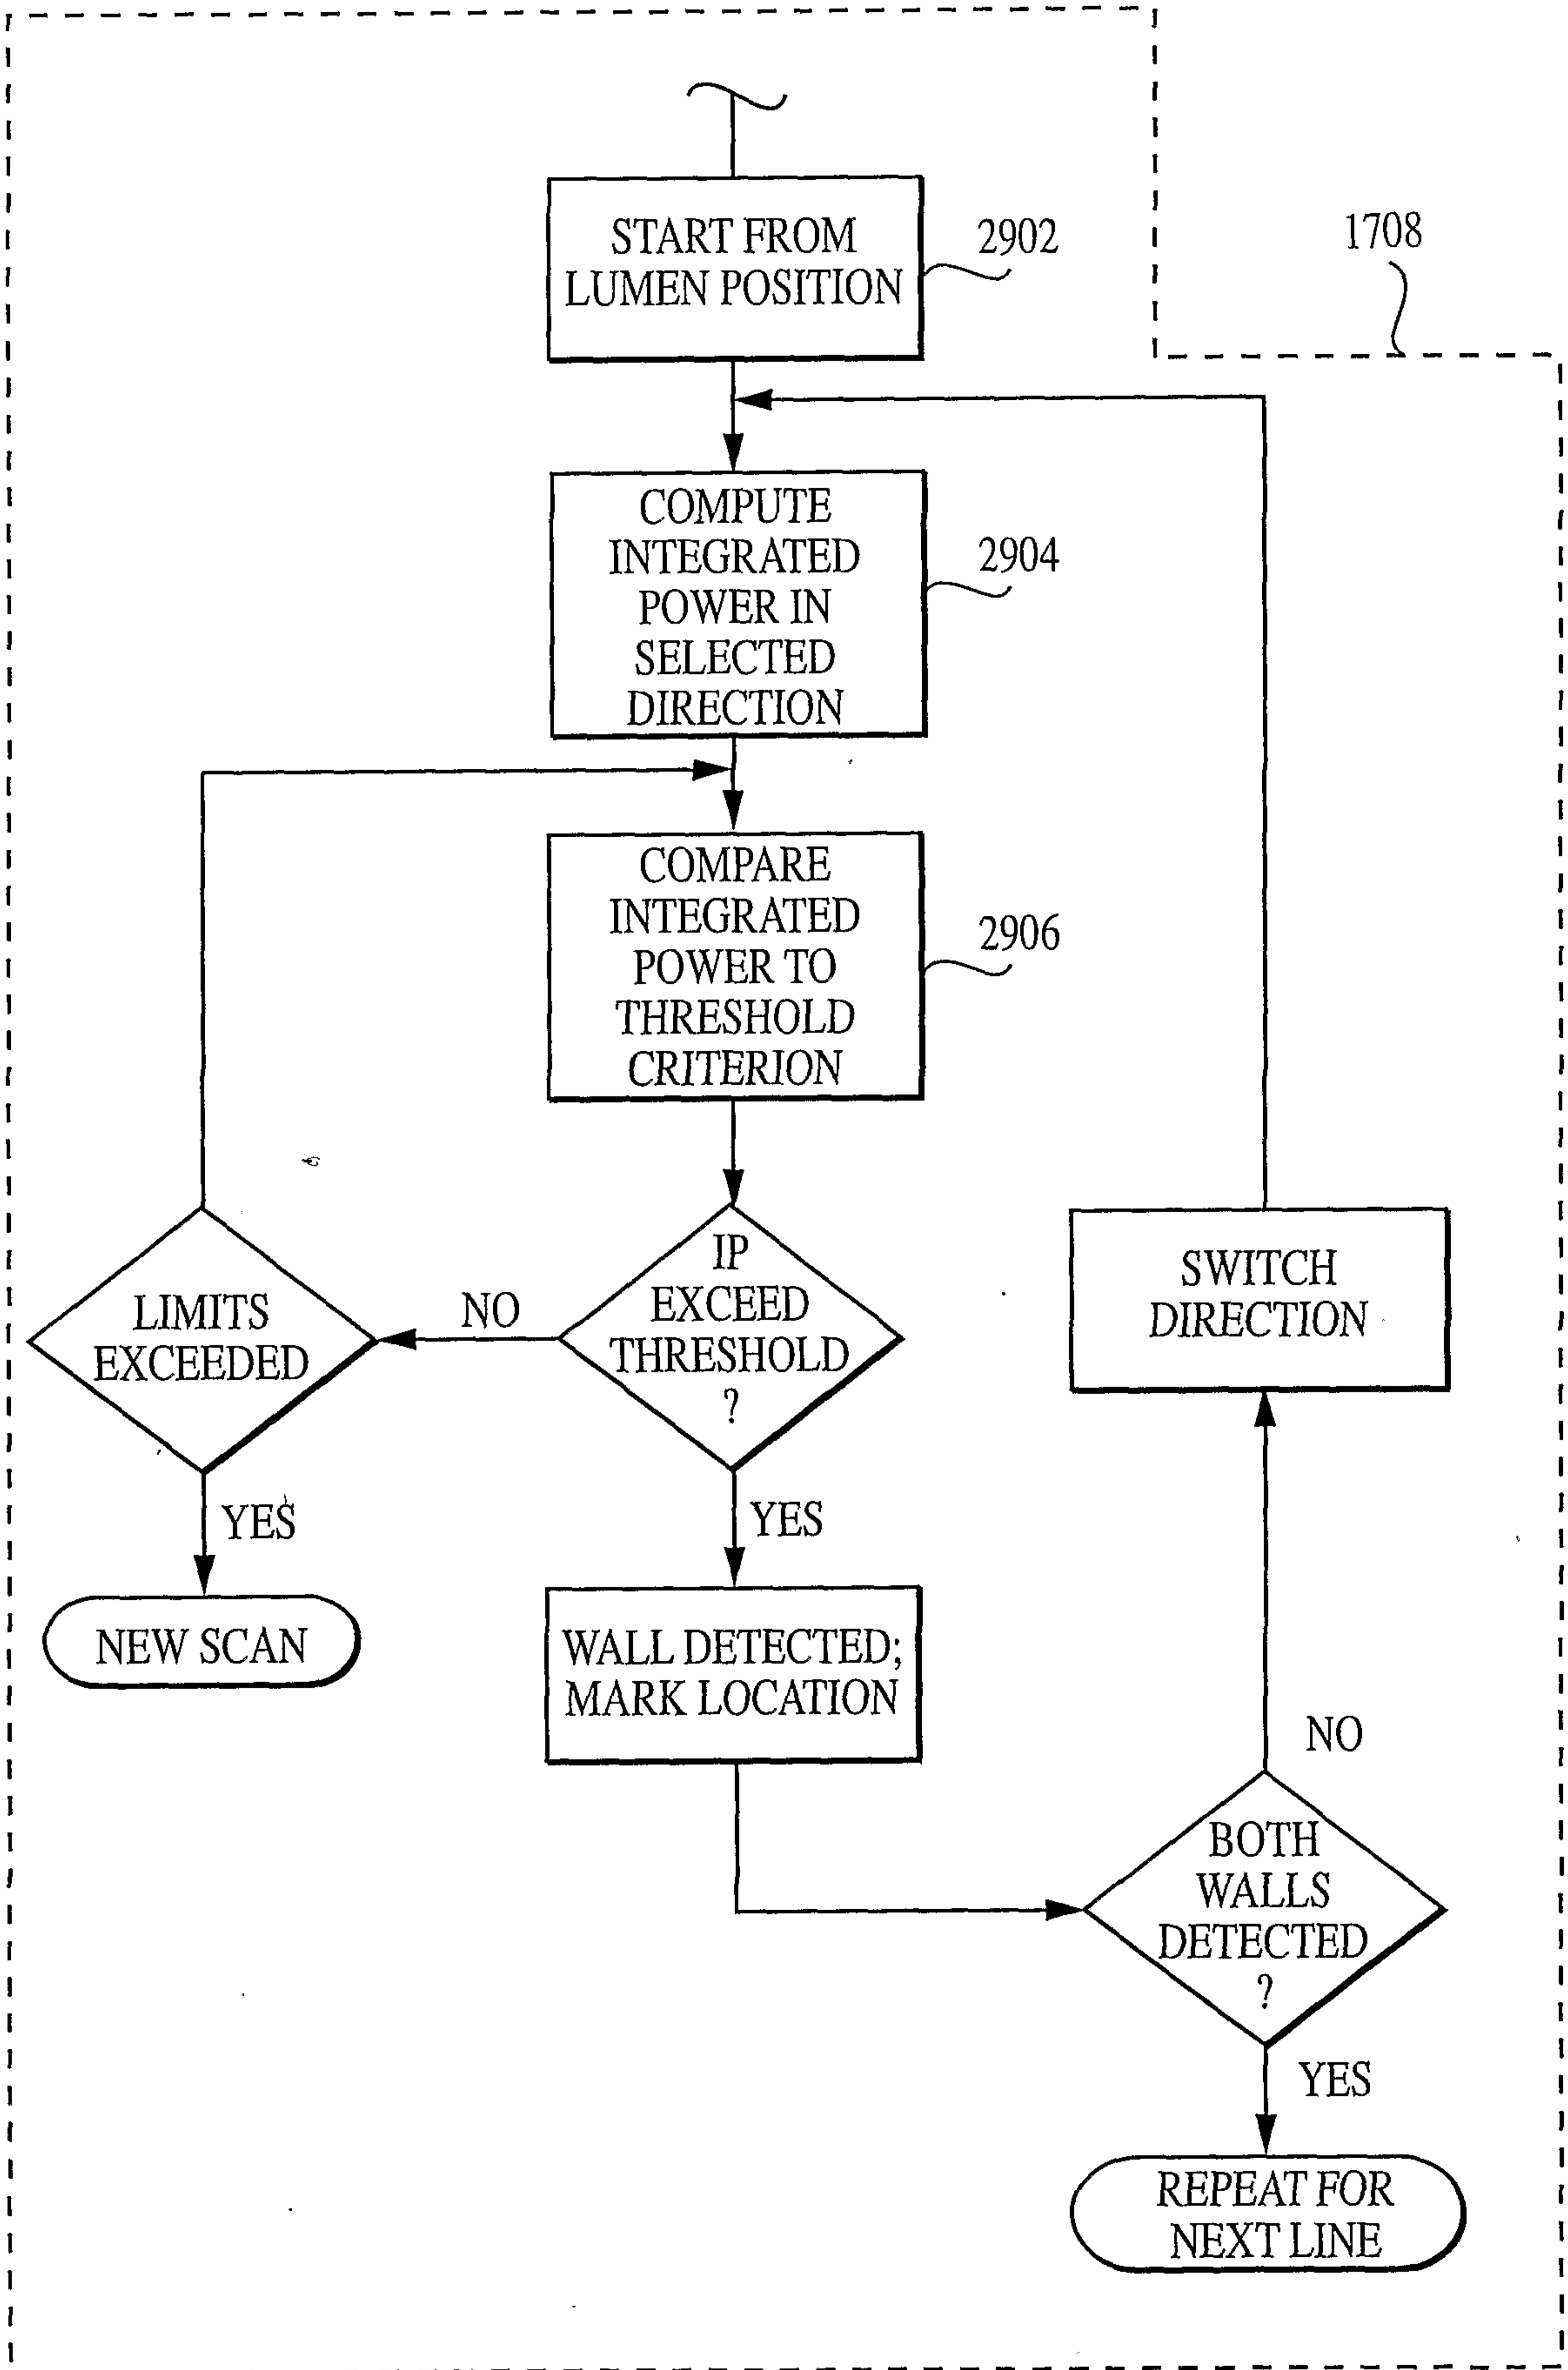 START FROM
LUMEN POSITION
2902
1708
COMPUTE
INTEGRATED
POWER IN
SELECTED
DIRECTION
2904
COMPARE
INTEGRATED
POWER TO
THRESHOLD
CRITERION
2906
LIMITS
EXCEEDED
NO
IP
EXCEED
THRESHOLD
?
SWITCH
DIRECTION
YES
YES
NEW SCAN
WALL DETECTED;
MARK LOCATION
NO
BOTH
WALLS
DETECTED
?
YES
REPEAT FOR
NEXT LINE